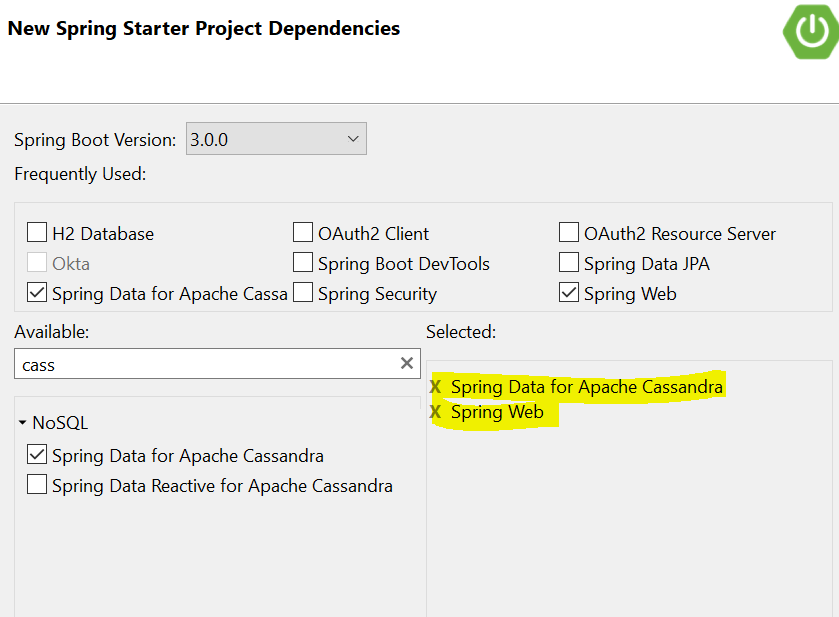 New Spring Starter Project Dependencies
Spring Boot Version: 3.0.0
Frequently Used:
H2 Database OAuth2 Client OAuth2 Resource Server
Okta Spring Boot DevTools Spring Data JPA
Spring Data for Apache Cassa Spring Security Spring Web
Available: Selected:
cass
X Spring Data for Apache Cassandra
X Spring Web
NoSQL
Spring Data for Apache Cassandra
Spring Data Reactive for Apache Cassandra